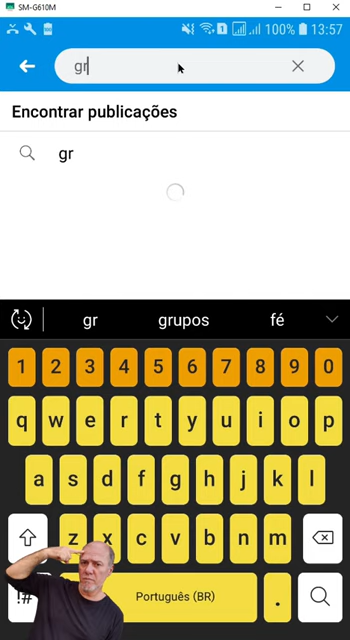 SM-G610M
100% 13:57
gr
Encontrar publicações
gr
gr grupos fé
1 2 3 4 5 6 7 8 9 0
q w e r t y u i o p
a s d f g h j k l
z x c v b n m
!# Português (BR) .